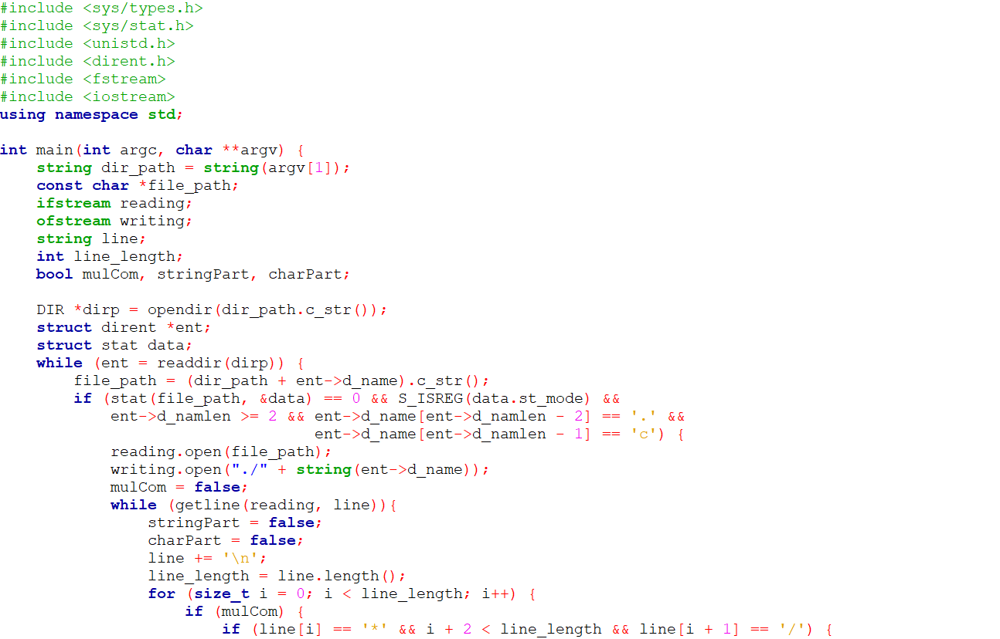 #include <sys/types.h>
#include <sys/stat.h>
#include <unistd.h>
#include <dirent.h>
#include <fstream>
#include <iostream>
using namespace std;

int main(int argc, char **argv) {
    string dir_path = string(argv[1]);
    const char *file_path;
    ifstream reading;
    ofstream writing;
    string line;
    int line_length;
    bool mulCom, stringPart, charPart;

    DIR *dirp = opendir(dir_path.c_str());
    struct dirent *ent;
    struct stat data;
    while (ent = readdir(dirp)) {
        file_path = (dir_path + ent->d_name).c_str();
        if (stat(file_path, &data) == 0 && S_ISREG(data.st_mode) &&
            ent->d_namlen >= 2 && ent->d_name[ent->d_namlen - 2] == '.' &&
                                  ent->d_name[ent->d_namlen - 1] == 'c') {
            reading.open(file_path);
            writing.open("./" + string(ent->d_name));
            mulCom = false;
            while (getline(reading, line)){
                stringPart = false;
                charPart = false;
                line += '\n';
                line_length = line.length();
                for (size_t i = 0; i < line_length; i++) {
                    if (mulCom) {
                        if (line[i] == '*' && i + 2 < line_length && line[i + 1] == '/') {